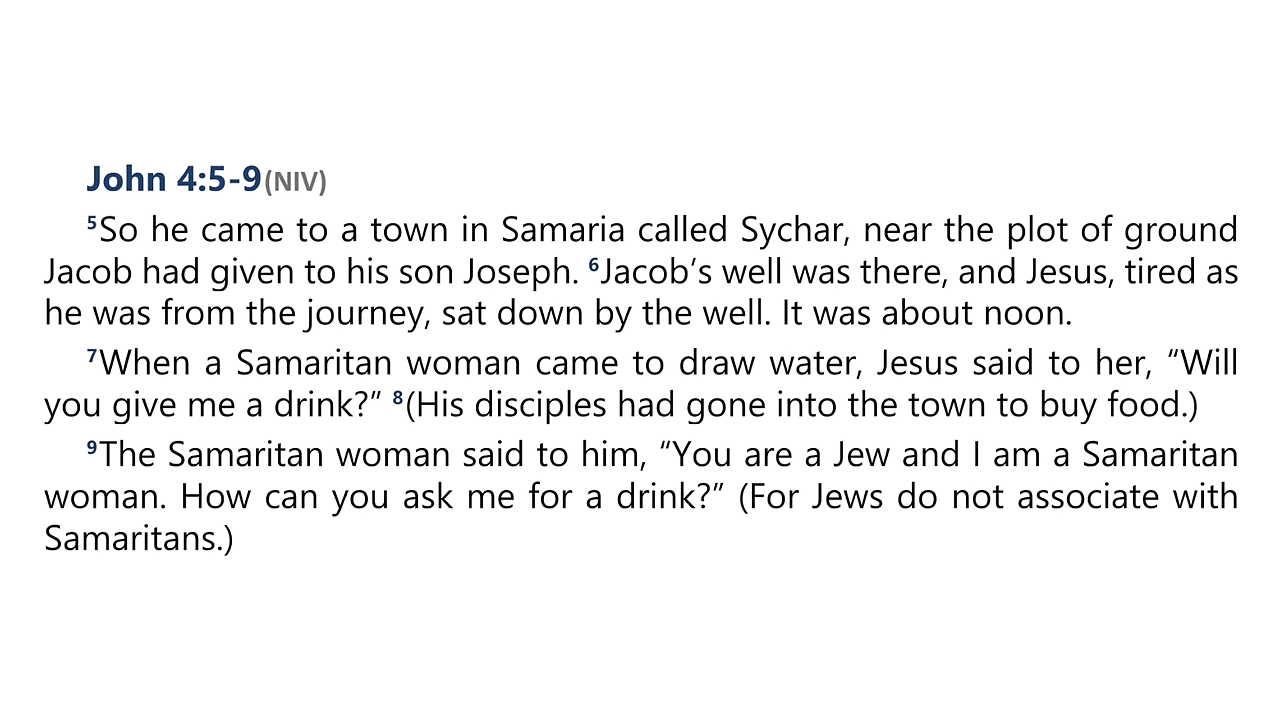 John 4:5-9(NIV)
⁵So he came to a town in Samaria called Sychar, near the plot of ground
Jacob had given to his son Joseph. ⁶Jacob’s well was there, and Jesus, tired as
he was from the journey, sat down by the well. It was about noon.
⁷When a Samaritan woman came to draw water, Jesus said to her, “Will
you give me a drink?” ⁸(His disciples had gone into the town to buy food.)
⁹The Samaritan woman said to him, “You are a Jew and I am a Samaritan
woman. How can you ask me for a drink?” (For Jews do not associate with
Samaritans.)